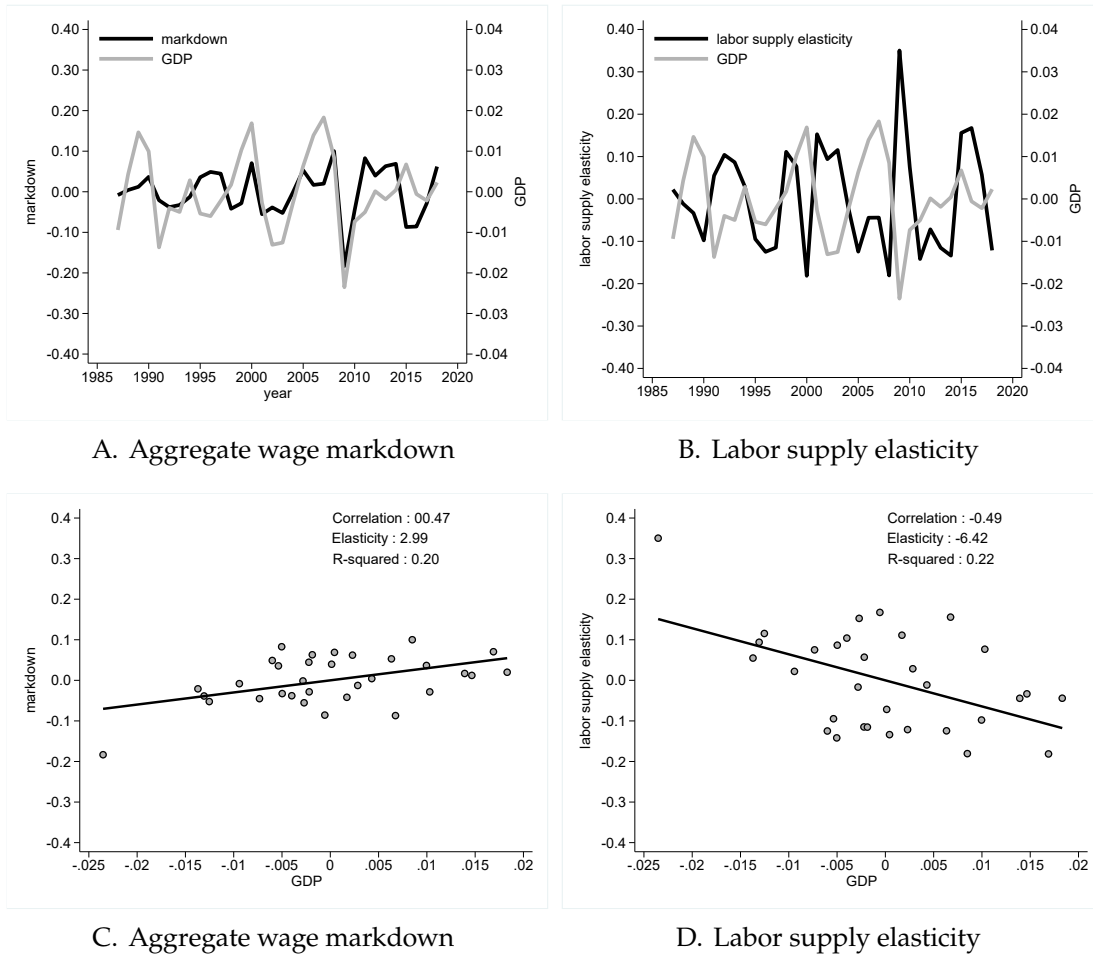 0.40
0.30
0.20
0.10
0.00
-0.10
-0.20
-0.30
-0.40
markdown
markdown
GDP
0.04
0.03
0.02
0.01
0.00
-0.01
-0.02
-0.03
-0.04
GDP
1985 1990 1995 2000 2005 2010 2015 2020
year
A. Aggregate wage markdown
0.40
0.30
0.20
0.10
0.00
-0.10
-0.20
-0.30
-0.40
labor supply elasticity
labor supply elasticity
GDP
0.04
0.03
0.02
0.01
0.00
-0.01
-0.02
-0.03
-0.04
GDP
1985 1990 1995 2000 2005 2010 2015 2020
B. Labor supply elasticity
0.4
0.3
0.2
0.1
0.0
-0.1
-0.2
-0.3
-0.4
markdown
Correlation : 00.47
Elasticity : 2.99
R-squared : 0.20
-.025 -.02 -.015 -.01 -.005 0 .005 .01 .015 .02
GDP
C. Aggregate wage markdown
0.4
0.3
0.2
0.1
0.0
-0.1
-0.2
-0.3
-0.4
labor supply elasticity
Correlation : -0.49
Elasticity : -6.42
R-squared : 0.22
-.025 -.02 -.015 -.01 -.005 0 .005 .01 .015 .02
GDP
D. Labor supply elasticity